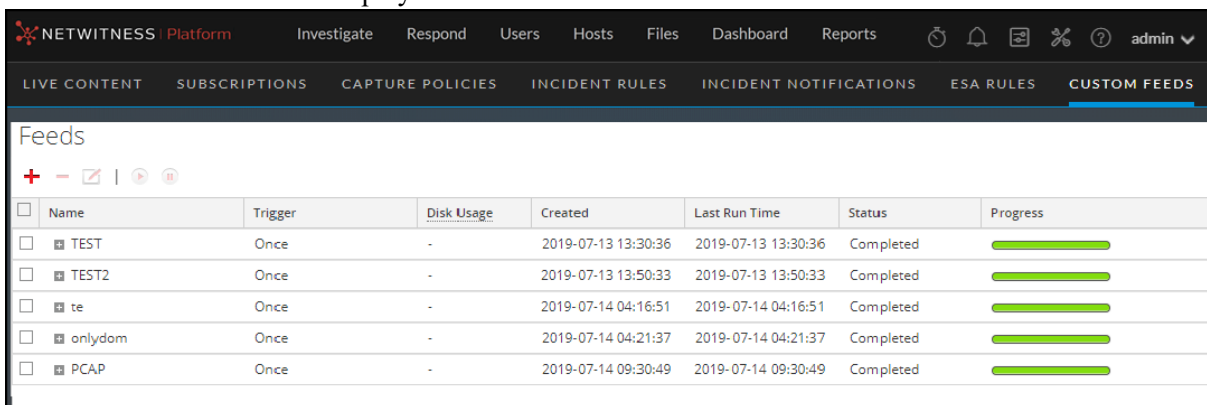 NETWITNESS | Platform Investigate Respond Users Hosts Files Dashboard Reports admin
LIVE CONTENT SUBSCRIPTIONS CAPTURE POLICIES INCIDENT RULES INCIDENT NOTIFICATIONS ESA RULES CUSTOM FEEDS
Feeds
Name Trigger Disk Usage Created Last Run Time Status Progress
TEST Once - 2019-07-13 13:30:36 2019-07-13 13:30:36 Completed
TEST2 Once - 2019-07-13 13:50:33 2019-07-13 13:50:33 Completed
te Once - 2019-07-14 04:16:51 2019-07-14 04:16:51 Completed
onlydom Once - 2019-07-14 04:21:37 2019-07-14 04:21:37 Completed
PCAP Once - 2019-07-14 09:30:49 2019-07-14 09:30:49 Completed